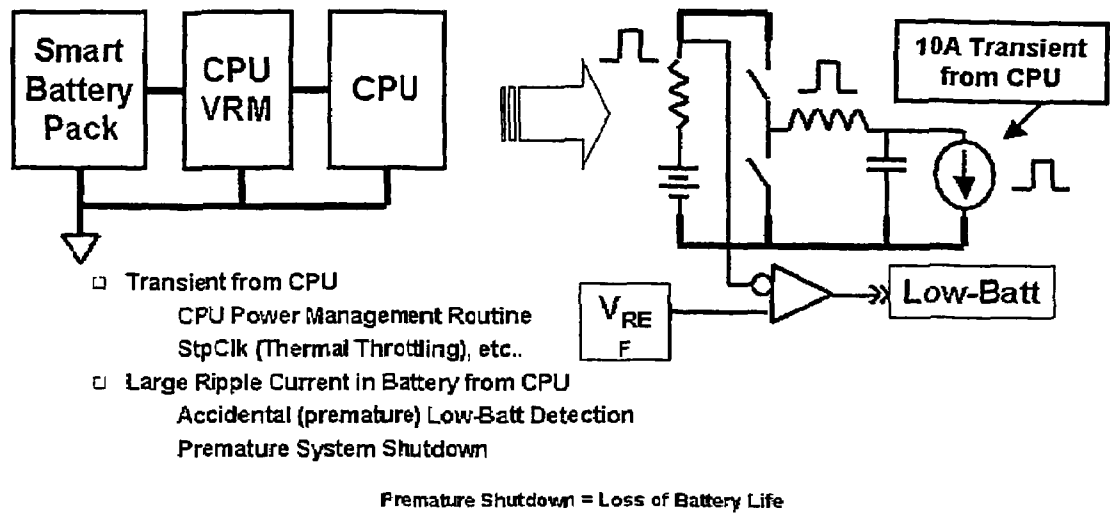 Smart
Battery
Pack
CPU
VRM
CPU
10A Transient
from CPU
VRE
F
Low-Batt
Transient from CPU
CPU Power Management Routine
StpClk (Thermal Throttling), etc..
Large Ripple Current in Battery from CPU
Accidental (premature) Low-Batt Detection
Premature System Shutdown
Premature Shutdown = Loss of Battery Life